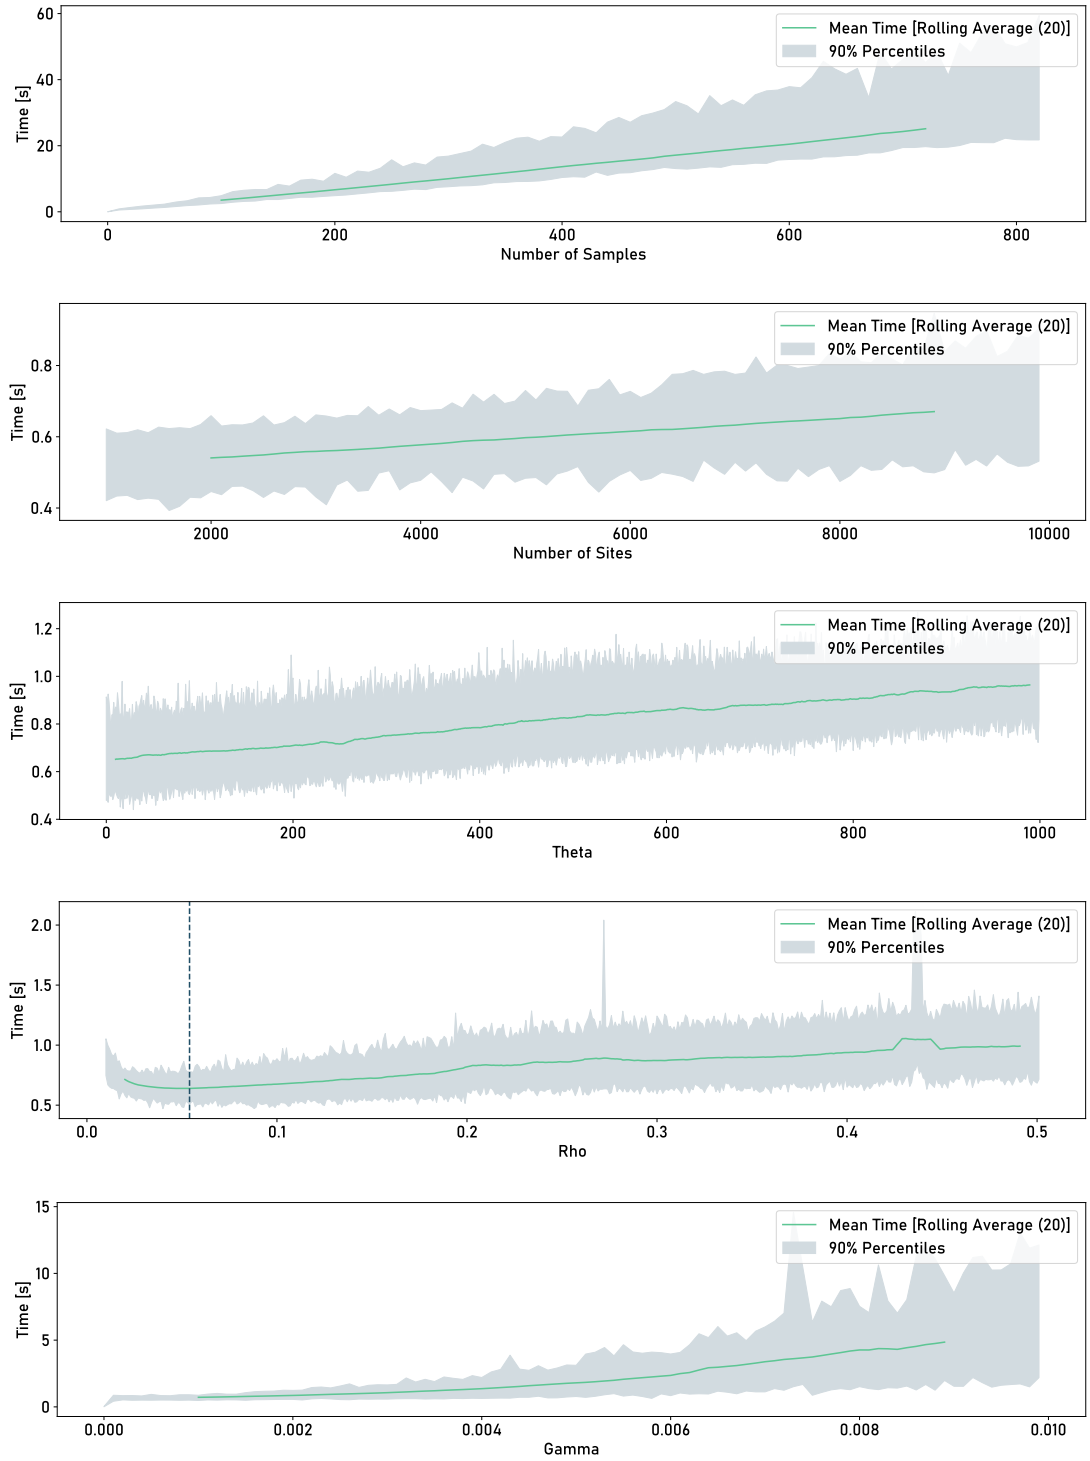 60
40
20
0
Time [s]
Mean Time [Rolling Average (20)]
90% Percentiles
0 200 400 600 800
Number of Samples
0.8
0.6
0.4
Time [s]
Mean Time [Rolling Average (20)]
90% Percentiles
2000 4000 6000 8000 10000
Number of Sites
1.2
1.0
0.8
0.6
0.4
Time [s]
Mean Time [Rolling Average (20)]
90% Percentiles
0 200 400 600 800 1000
Theta
2.0
1.5
1.0
0.5
Time [s]
Mean Time [Rolling Average (20)]
90% Percentiles
0.0 0.1 0.2 0.3 0.4 0.5
Rho
15
10
5
0
Time [s]
Mean Time [Rolling Average (20)]
90% Percentiles
0.000 0.002 0.004 0.006 0.008 0.010
Gamma